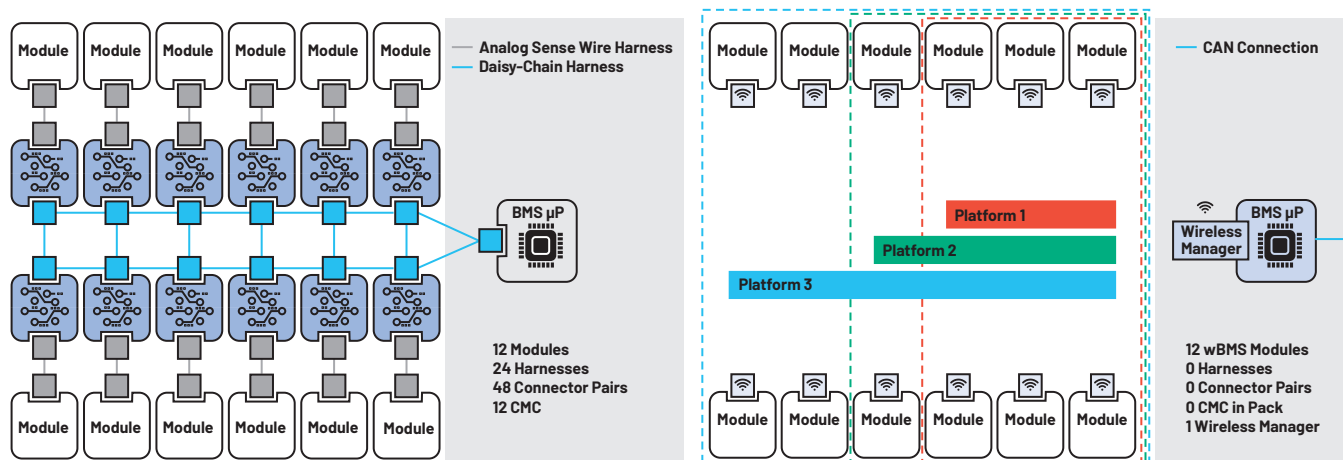 Module Module Module Module Module Module
Analog Sense Wire Harness
Daisy-Chain Harness
BMS µP
12 Modules
24 Harnesses
48 Connector Pairs
12 CMC
Module Module Module Module Module Module
Module Module Module Module Module Module
CAN Connection
Platform 1
Platform 2
Platform 3
Wireless
Manager
BMS µP
12 wBMS Modules
0 Harnesses
0 Connector Pairs
0 CMC in Pack
1 Wireless Manager
Module Module Module Module Module Module